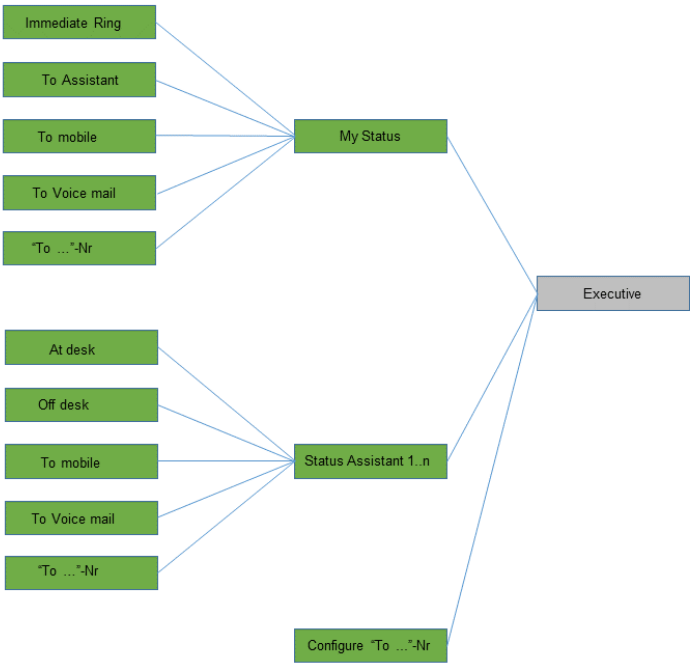 Immediate Ring
To Assistant
To mobile
To Voice mail
“To ...”-Nr
My Status
Executive
At desk
Off desk
To mobile
To Voice mail
“To ...”-Nr
Status Assistant 1..n
Configure “To ...”-Nr